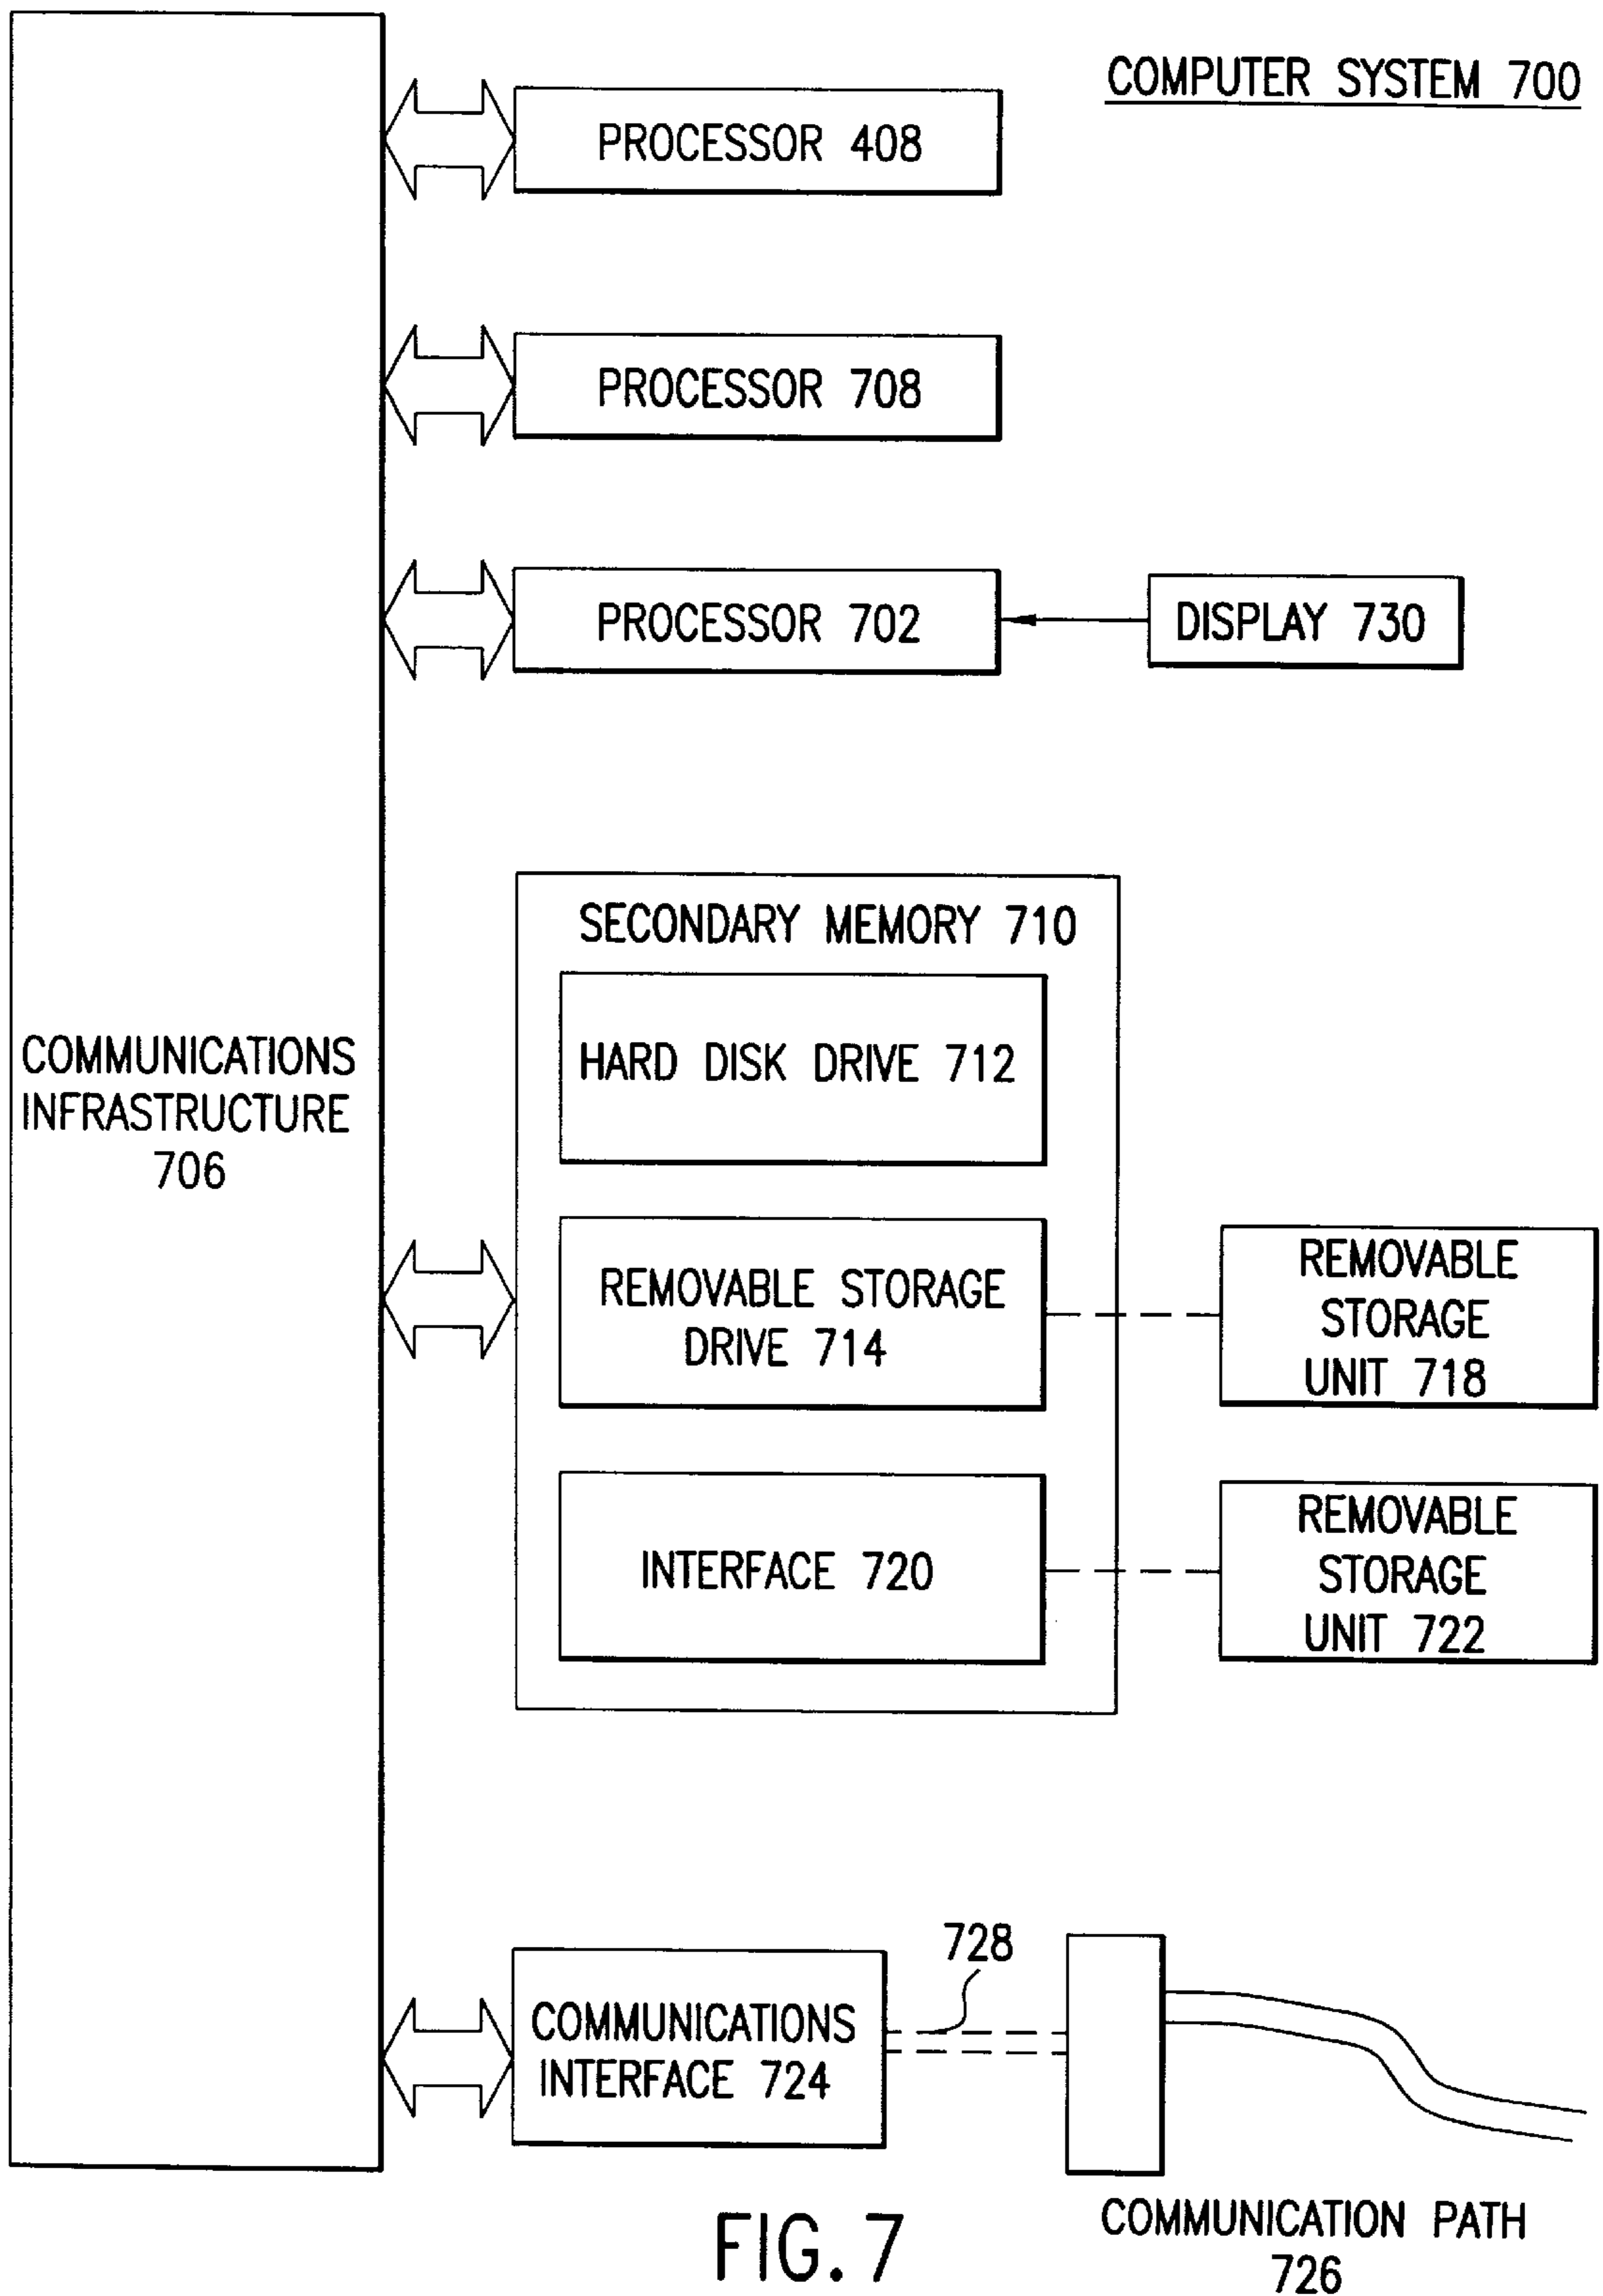 COMPUTER SYSTEM 700
PROCESSOR 408
PROCESSOR 708
PROCESSOR 702
DISPLAY 730
SECONDARY MEMORY 710
HARD DISK DRIVE 712
COMMUNICATIONS
INFRASTRUCTURE
706
REMOVABLE STORAGE
DRIVE 714
REMOVABLE
STORAGE
UNIT 718
INTERFACE 720
REMOVABLE
STORAGE
UNIT 722
728
COMMUNICATIONS
INTERFACE 724
COMMUNICATION PATH
726
FIG. 7